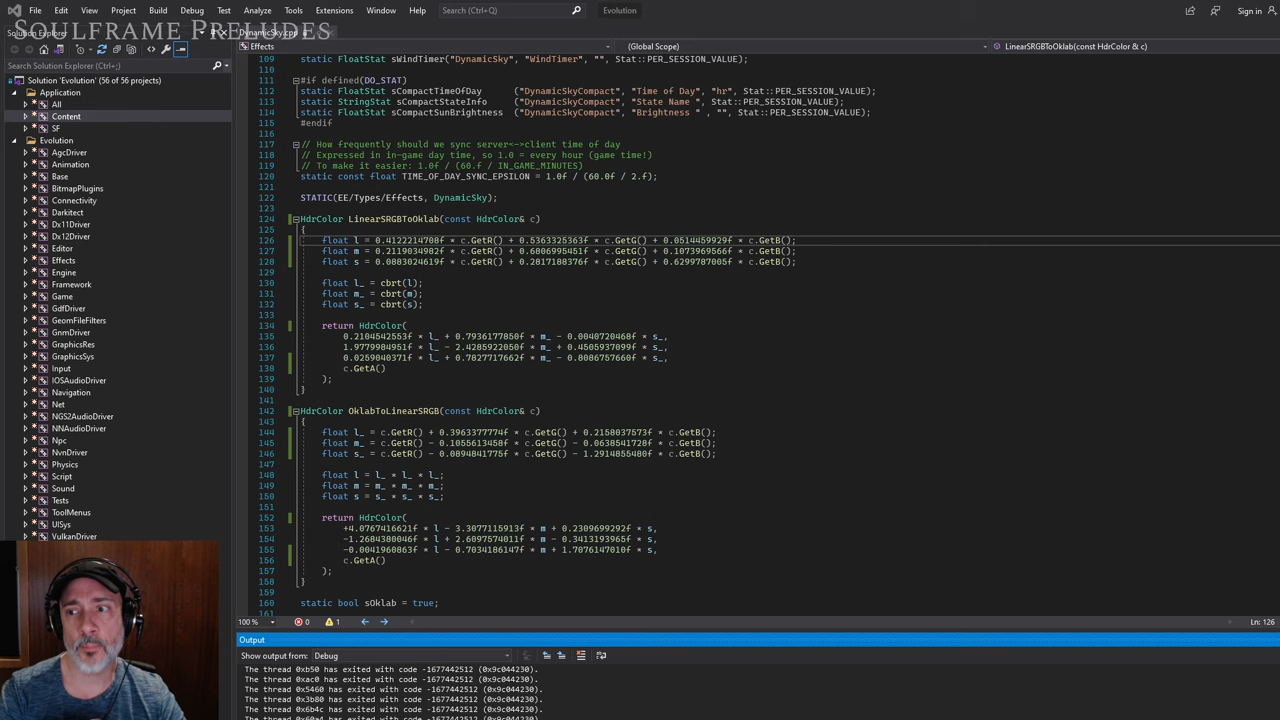 File Edit View Git Project Build Debug Test Analyze Tools Extensions Window Help Search (Ctrl+Q) Evolution Sign in
SOULFRAME PRELUDES
Solution Explorer
DynamicSky.cpp
Effects (Global Scope) LinearSRGBToOklab(const HdrColor & c)
Search Solution Explorer (Ctrl+;)
Solution 'Evolution' (56 of 56 projects)
Application
All
Content
SF
Evolution
AgcDriver
Animation
Base
BitmapPlugins
Connectivity
Darkitect
Dx11Driver
Dx12Driver
Editor
Effects
Engine
Framework
Game
GdfDriver
GeomFileFilters
GnmDriver
GraphicsRes
GraphicsSys
Input
IOSAudioDriver
Navigation
Net
NGS2AudioDriver
NNAudioDriver
Npc
NvnDriver
Physics
Script
Sound
Tests
ToolMenus
UISys
VulkanDriver
109 static FloatStat sWindTimer("DynamicSky", "WindTimer", "", Stat::PER_SESSION_VALUE);
110
111 #if defined(DO_STAT)
112 static FloatStat sCompactTimeOfDay ("DynamicSkyCompact", "Time of Day", "hr", Stat::PER_SESSION_VALUE);
113 static StringStat sCompactStateInfo ("DynamicSkyCompact", "State Name ", Stat::PER_SESSION_VALUE);
114 static FloatStat sCompactSunBrightness ("DynamicSkyCompact", "Brightness " , "", Stat::PER_SESSION_VALUE);
115 #endif
116
117 // How frequently should we sync server<->client time of day
118 // Expressed in in-game day time, so 1.0 = every hour (game time!)
119 // To make it easier: 1.0f / (60.f / IN_GAME_MINUTES)
120 static const float TIME_OF_DAY_SYNC_EPSILON = 1.0f / (60.0f / 2.f);
121
122 STATIC(EE/Types/Effects, DynamicSky);
123
124 HdrColor LinearSRGBToOklab(const HdrColor& c)
125 {
126 float l = 0.4122214708f * c.GetR() + 0.5363325363f * c.GetG() + 0.0514459929f * c.GetB();
127 float m = 0.2119034982f * c.GetR() + 0.6806995451f * c.GetG() + 0.1073969566f * c.GetB();
128 float s = 0.0883024619f * c.GetR() + 0.2817188376f * c.GetG() + 0.6299787005f * c.GetB();
129
130 float l_ = cbrt(l);
131 float m_ = cbrt(m);
132 float s_ = cbrt(s);
133
134 return HdrColor(
135 0.2104542553f * l_ + 0.7936177850f * m_ - 0.0040720468f * s_,
136 1.9779984951f * l_ - 2.4285922050f * m_ + 0.4505937099f * s_,
137 0.0259040371f * l_ + 0.7827717662f * m_ - 0.8086757660f * s_,
138 c.GetA()
139 );
140 }
141
142 HdrColor OklabToLinearSRGB(const HdrColor& c)
143 {
144 float l_ = c.GetR() + 0.3963377774f * c.GetG() + 0.2158037573f * c.GetB();
145 float m_ = c.GetR() - 0.1055613458f * c.GetG() - 0.0638541728f * c.GetB();
146 float s_ = c.GetR() - 0.0894841775f * c.GetG() - 1.2914855480f * c.GetB();
147
148 float l = l_ * l_ * l_;
149 float m = m_ * m_ * m_;
150 float s = s_ * s_ * s_;
151
152 return HdrColor(
153 +4.0767416621f * l - 3.3077115913f * m + 0.2309699292f * s,
154 -1.2684380046f * l + 2.6097574011f * m - 0.3413193965f * s,
155 -0.0041960863f * l - 0.7034186147f * m + 1.7076147010f * s,
156 c.GetA()
157 );
158 }
159
160 static bool sOklab = true;
161
100 % 0 1 Ln: 126
Output
Show output from: Debug
The thread 0xb50 has exited with code -1677442512 (0x9c044230).
The thread 0xac0 has exited with code -1677442512 (0x9c044230).
The thread 0x5460 has exited with code -1677442512 (0x9c044230).
The thread 0x3b80 has exited with code -1677442512 (0x9c044230).
The thread 0x6b4c has exited with code -1677442512 (0x9c044230).
The thread 0x60a4 has exited with code -1677442512 (0x9c044230).